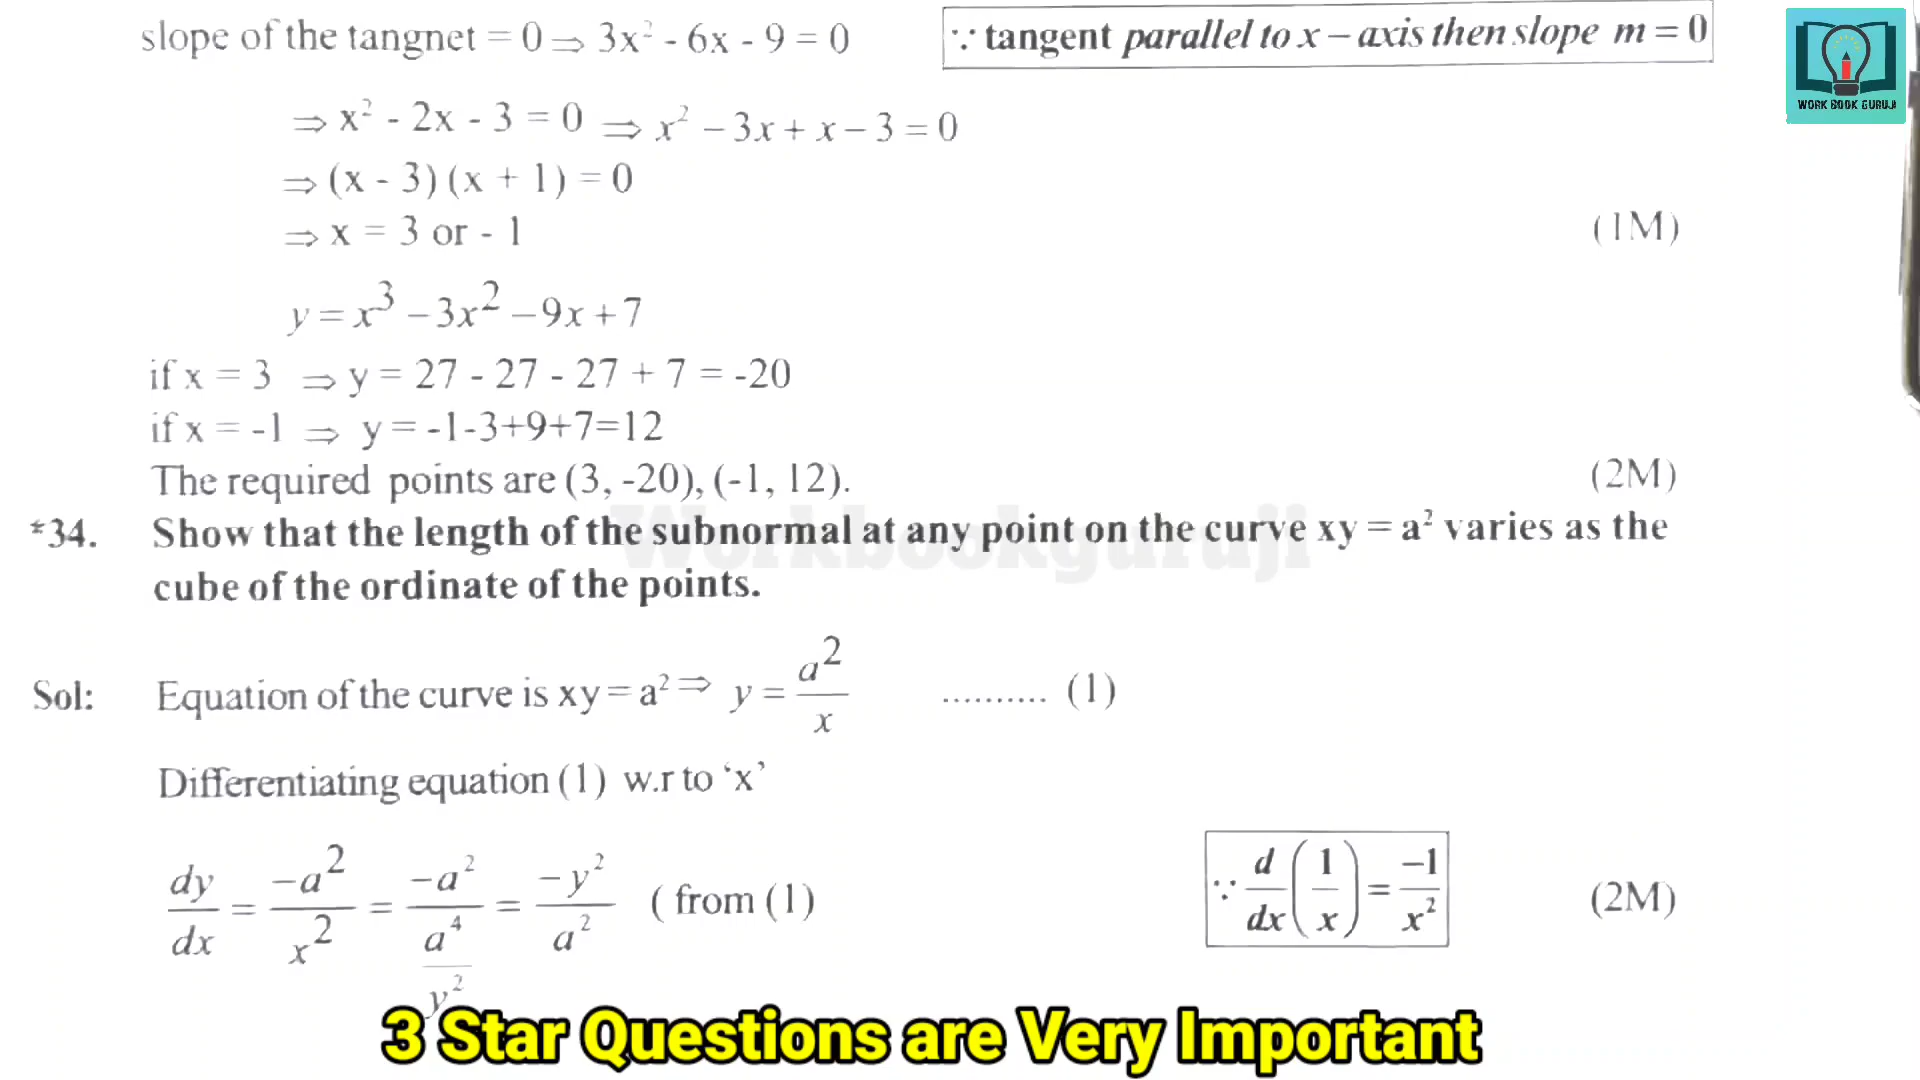 slope of the tangnet = 0 ⇒ 3x² - 6x - 9 = 0
∵ tangent parallel to x – axis then slope m = 0
WORK BOOK GURUJI
⇒ x² - 2x - 3 = 0 ⇒ x² – 3x + x – 3 = 0
⇒ (x - 3) (x + 1) = 0
⇒ x = 3 or - 1 (1M)
y = x³ – 3x² – 9x + 7
if x = 3 ⇒ y = 27 - 27 - 27 + 7 = -20
if x = -1 ⇒ y = -1-3+9+7=12
The required points are (3, -20), (-1, 12). (2M)
Workbookguruji
*34. Show that the length of the subnormal at any point on the curve xy = a² varies as the
cube of the ordinate of the points.
Sol: Equation of the curve is xy = a² ⇒ y = a²/x .......... (1)
Differentiating equation (1) w.r to ‘x’
dy/dx = –a²/x² = –a²/(a⁴/y²) = –y²/a² ( from (1) ∵ d/dx(1/x) = –1/x² (2M)
3 Star Questions are Very Important